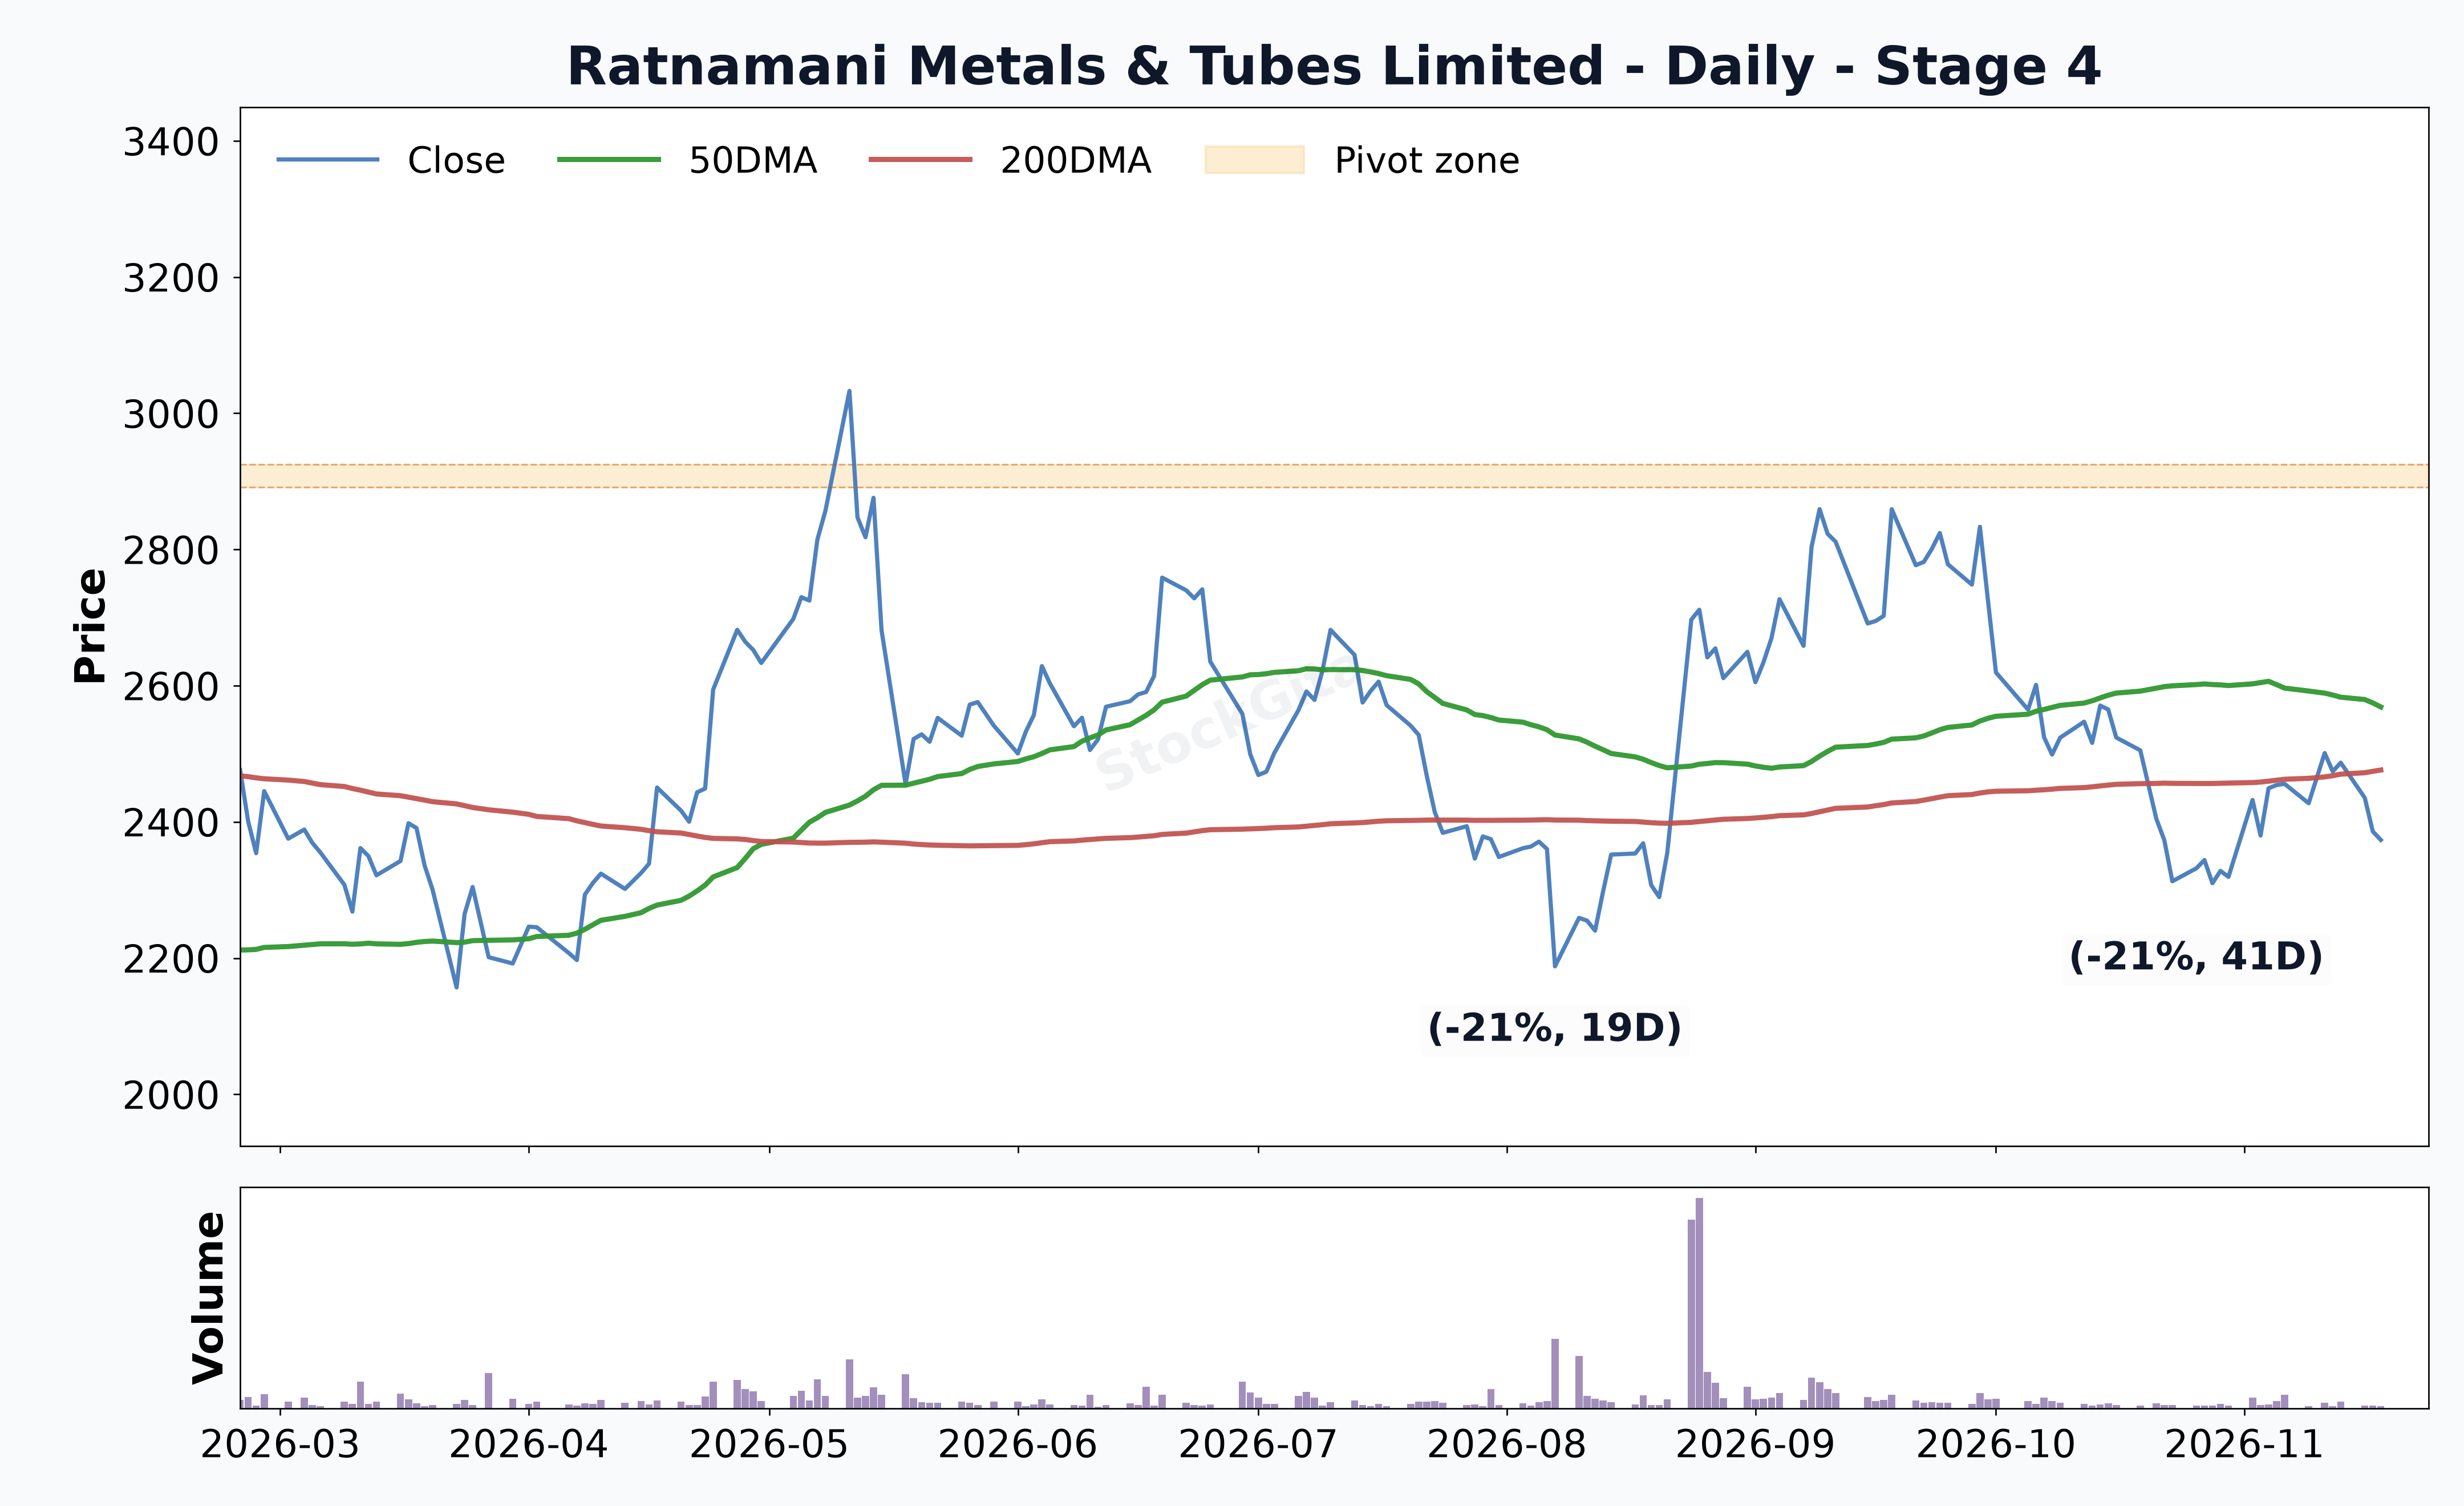 Ratnamani Metals & Tubes Limited - Daily - Stage 4
Close 50DMA 200DMA Pivot zone
3400
3200
3000
2800
2600
2400
2200
2000
Price
StockGita
(-21%, 19D)
(-21%, 41D)
Volume
2026-03 2026-04 2026-05 2026-06 2026-07 2026-08 2026-09 2026-10 2026-11